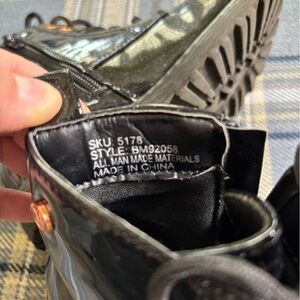 SKU. 5178
STYLE: BM92058
ALL MAN MADE MATERIALS
MADE IN CHINA